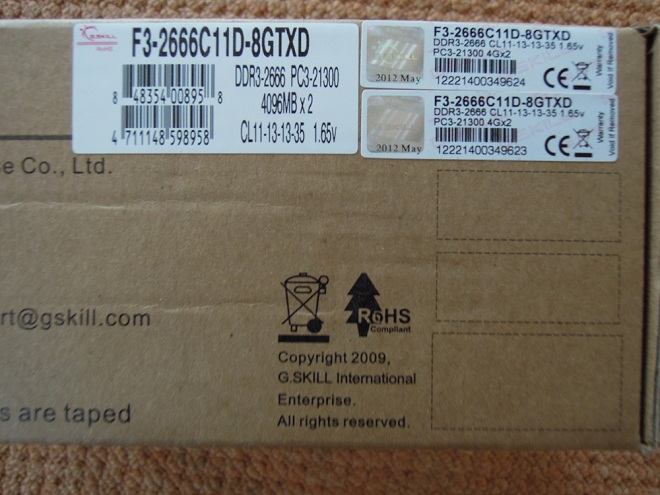 G.SKILL
RoHS
F3-2666C11D-8GTXD
DDR3-2666 PC3-21300
4096MB x 2
CL11-13-13-35 1.65v
8 48354 00895 8
4 711148 598958
F3-2666C11D-8GTXD
DDR3-2666 CL11-13-13-35 1.65v
PC3-21300 4Gx2
12221400349624
2012 May
Warranty Void If Removed
F3-2666C11D-8GTXD
DDR3-2666 CL11-13-13-35 1.65v
PC3-21300 4Gx2
12221400349623
2012 May
Warranty Void If Removed
se Co., Ltd.
rt@gskill.com
s are taped
RoHS
Compliant
Copyright 2009,
G.SKILL International
Enterprise.
All rights reserved.